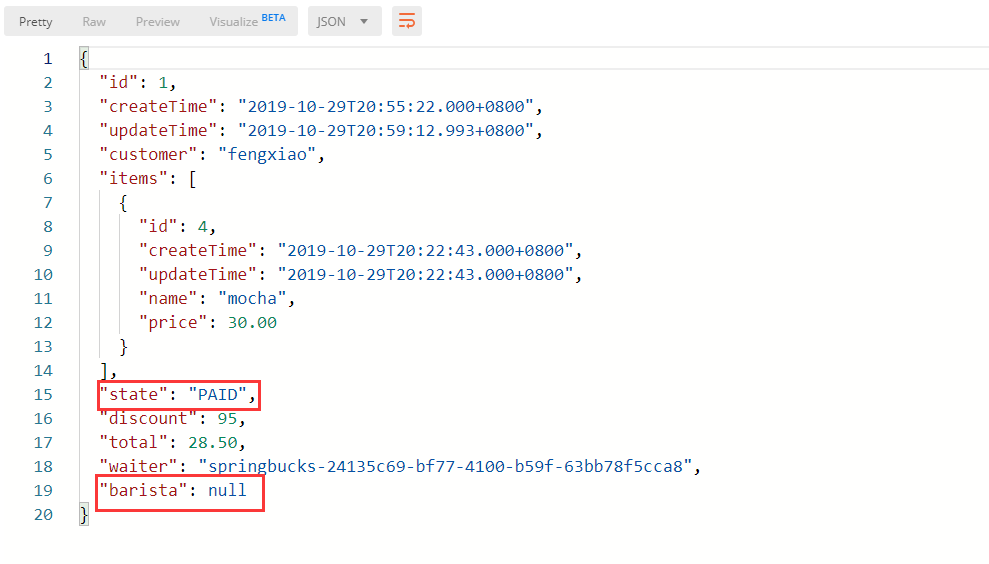 Pretty Raw Preview Visualize BETA JSON
1 {
2 "id": 1,
3 "createTime": "2019-10-29T20:55:22.000+0800",
4 "updateTime": "2019-10-29T20:59:12.993+0800",
5 "customer": "fengxiao",
6 "items": [
7 {
8 "id": 4,
9 "createTime": "2019-10-29T20:22:43.000+0800",
10 "updateTime": "2019-10-29T20:22:43.000+0800",
11 "name": "mocha",
12 "price": 30.00
13 }
14 ],
15 "state": "PAID",
16 "discount": 95,
17 "total": 28.50,
18 "waiter": "springbucks-24135c69-bf77-4100-b59f-63bb78f5cca8",
19 "barista": null
20 }